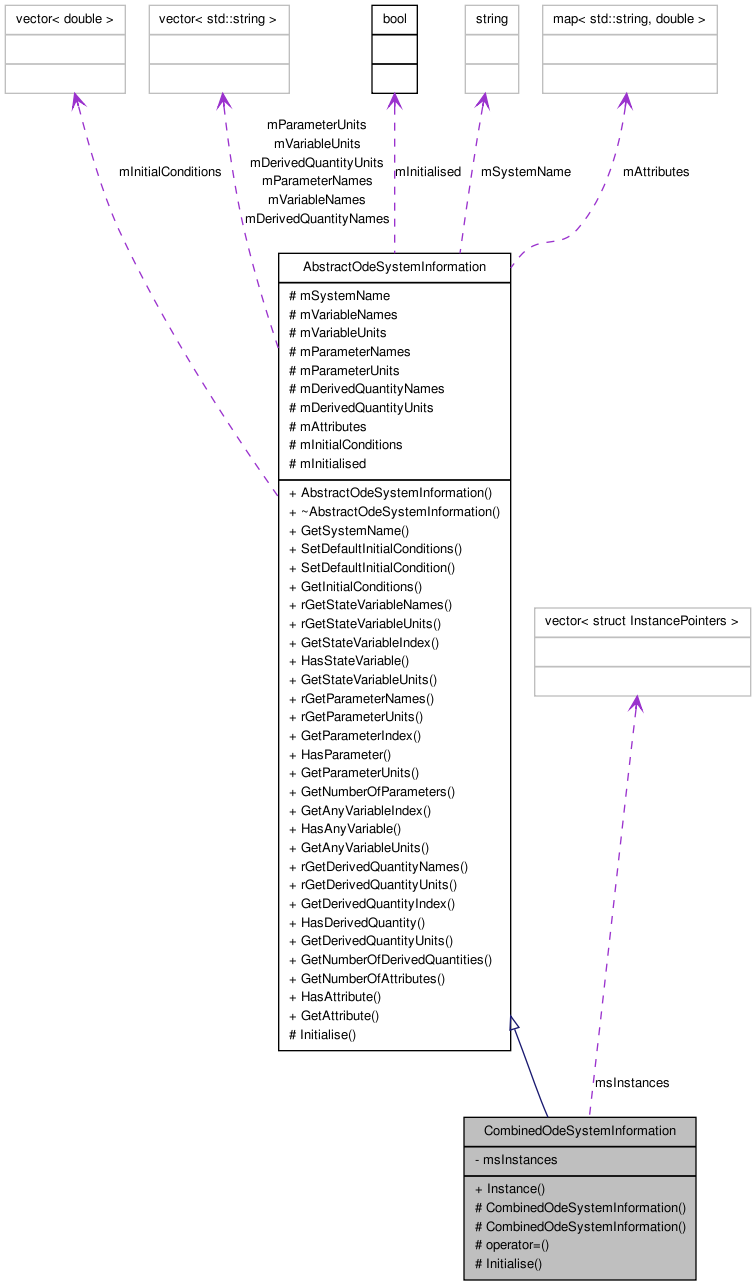 vector< double >
vector< std::string >
bool
string
map< std::string, double >
mInitialConditions
mParameterUnits
mVariableUnits
mDerivedQuantityUnits
mParameterNames
mVariableNames
mDerivedQuantityNames
mInitialised
mSystemName
mAttributes
AbstractOdeSystemInformation
# mSystemName
# mVariableNames
# mVariableUnits
# mParameterNames
# mParameterUnits
# mDerivedQuantityNames
# mDerivedQuantityUnits
# mAttributes
# mInitialConditions
# mInitialised
+ AbstractOdeSystemInformation()
+ ~AbstractOdeSystemInformation()
+ GetSystemName()
+ SetDefaultInitialConditions()
+ SetDefaultInitialCondition()
+ GetInitialConditions()
+ rGetStateVariableNames()
+ rGetStateVariableUnits()
+ GetStateVariableIndex()
+ HasStateVariable()
+ GetStateVariableUnits()
+ rGetParameterNames()
+ rGetParameterUnits()
+ GetParameterIndex()
+ HasParameter()
+ GetParameterUnits()
+ GetNumberOfParameters()
+ GetAnyVariableIndex()
+ HasAnyVariable()
+ GetAnyVariableUnits()
+ rGetDerivedQuantityNames()
+ rGetDerivedQuantityUnits()
+ GetDerivedQuantityIndex()
+ HasDerivedQuantity()
+ GetDerivedQuantityUnits()
+ GetNumberOfDerivedQuantities()
+ GetNumberOfAttributes()
+ HasAttribute()
+ GetAttribute()
# Initialise()
vector< struct InstancePointers >
msInstances
CombinedOdeSystemInformation
- msInstances
+ Instance()
# CombinedOdeSystemInformation()
# CombinedOdeSystemInformation()
# operator=()
# Initialise()